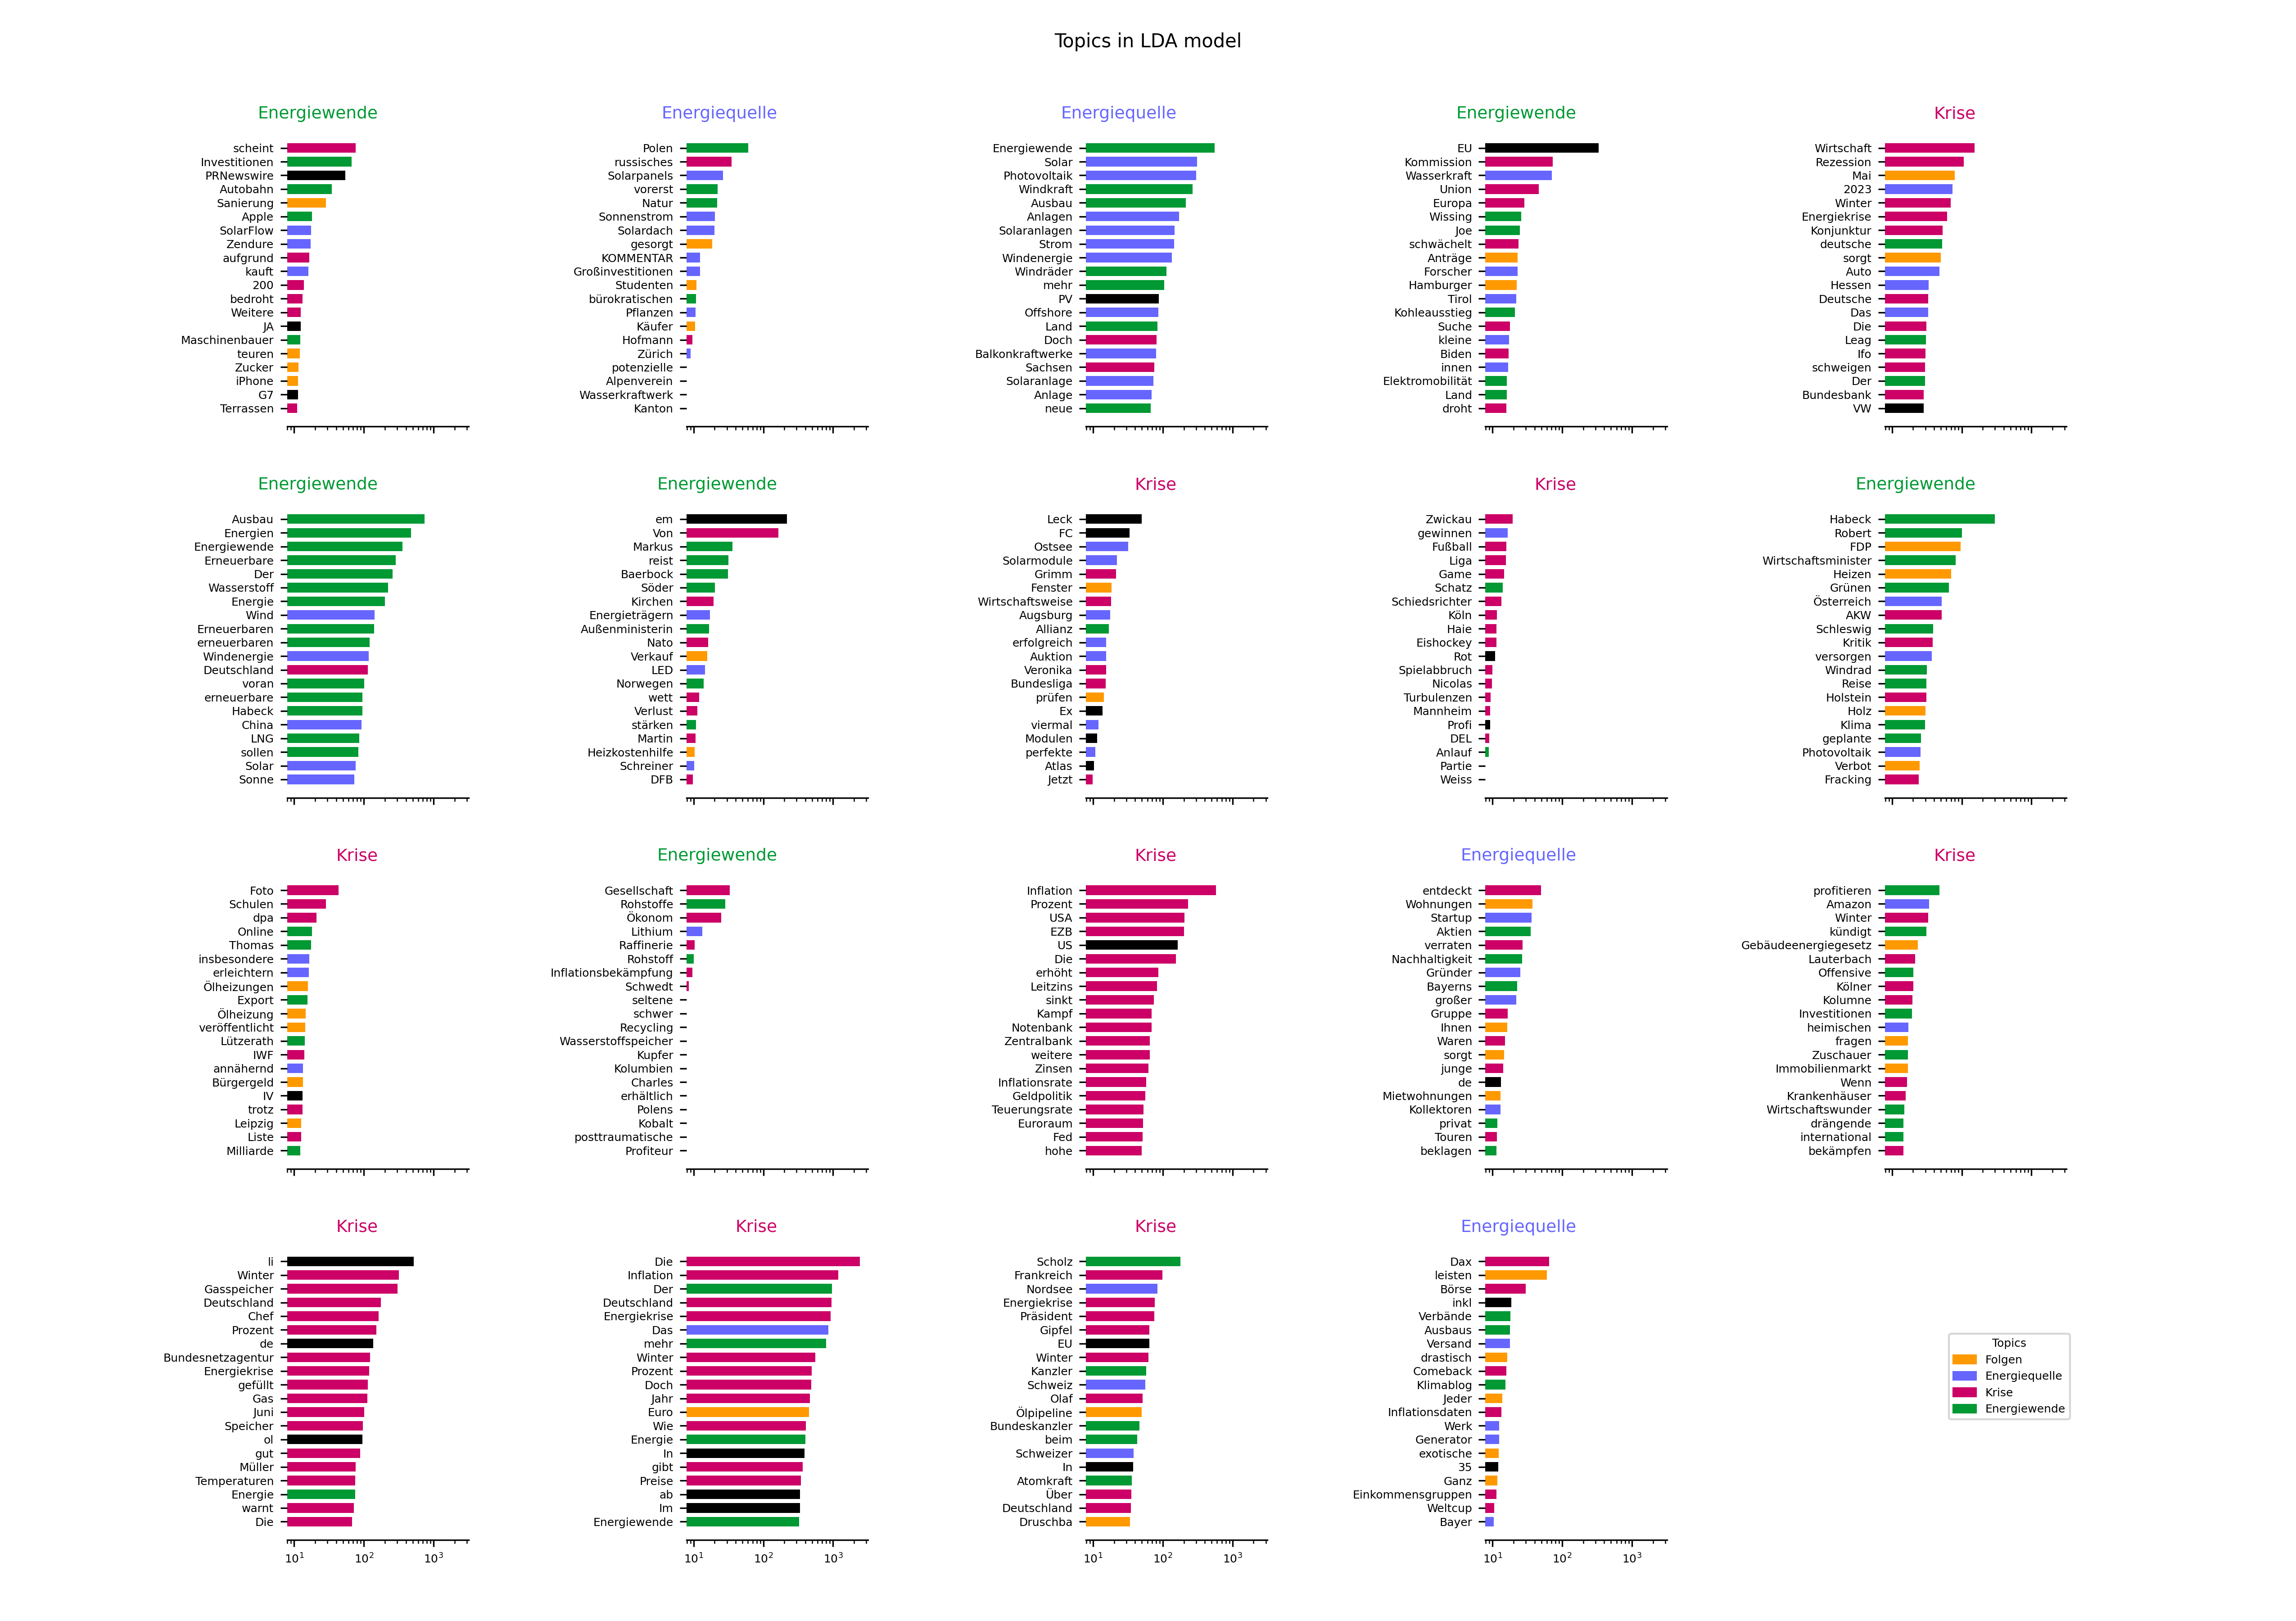 Topics in LDA model
Energiewende
scheint
Investitionen
PRNewswire
Autobahn
Sanierung
Apple
SolarFlow
Zendure
aufgrund
kauft
200
bedroht
Weitere
JA
Maschinenbauer
teuren
Zucker
iPhone
G7
Terrassen
Energiequelle
Polen
russisches
Solarpanels
vorerst
Natur
Sonnenstrom
Solardach
gesorgt
KOMMENTAR
Großinvestitionen
Studenten
bürokratischen
Pflanzen
Käufer
Hofmann
Zürich
potenzielle
Alpenverein
Wasserkraftwerk
Kanton
Energiequelle
Energiewende
Solar
Photovoltaik
Windkraft
Ausbau
Anlagen
Solaranlagen
Strom
Windenergie
Windräder
mehr
PV
Offshore
Land
Doch
Balkonkraftwerke
Sachsen
Solaranlage
Anlage
neue
Energiewende
EU
Kommission
Wasserkraft
Union
Europa
Wissing
Joe
schwächelt
Anträge
Forscher
Hamburger
Tirol
Kohleausstieg
Suche
kleine
Biden
innen
Elektromobilität
Land
droht
Krise
Wirtschaft
Rezession
Mai
2023
Winter
Energiekrise
Konjunktur
deutsche
sorgt
Auto
Hessen
Deutsche
Das
Die
Leag
Ifo
schweigen
Der
Bundesbank
VW
Energiewende
Ausbau
Energien
Energiewende
Erneuerbare
Der
Wasserstoff
Energie
Wind
Erneuerbaren
erneuerbaren
Windenergie
Deutschland
voran
erneuerbare
Habeck
China
LNG
sollen
Solar
Sonne
Energiewende
em
Von
Markus
reist
Baerbock
Söder
Kirchen
Energieträgern
Außenministerin
Nato
Verkauf
LED
Norwegen
wett
Verlust
stärken
Martin
Heizkostenhilfe
Schreiner
DFB
Krise
Leck
FC
Ostsee
Solarmodule
Grimm
Fenster
Wirtschaftsweise
Augsburg
Allianz
erfolgreich
Auktion
Veronika
Bundesliga
prüfen
Ex
viermal
Modulen
perfekte
Atlas
Jetzt
Krise
Zwickau
gewinnen
Fußball
Liga
Game
Schatz
Schiedsrichter
Köln
Haie
Eishockey
Rot
Spielabbruch
Nicolas
Turbulenzen
Mannheim
Profi
DEL
Anlauf
Partie
Weiss
Energiewende
Habeck
Robert
FDP
Wirtschaftsminister
Heizen
Grünen
Österreich
AKW
Schleswig
Kritik
versorgen
Windrad
Reise
Holstein
Holz
Klima
geplante
Photovoltaik
Verbot
Fracking
Krise
Foto
Schulen
dpa
Online
Thomas
insbesondere
erleichtern
Ölheizungen
Export
Ölheizung
veröffentlicht
Lützerath
IWF
annähernd
Bürgergeld
IV
trotz
Leipzig
Liste
Milliarde
Energiewende
Gesellschaft
Rohstoffe
Ökonom
Lithium
Raffinerie
Rohstoff
Inflationsbekämpfung
Schwedt
seltene
schwer
Recycling
Wasserstoffspeicher
Kupfer
Kolumbien
Charles
erhältlich
Polens
Kobalt
posttraumatische
Profiteur
Krise
Inflation
Prozent
USA
EZB
US
Die
erhöht
Leitzins
sinkt
Kampf
Notenbank
Zentralbank
weitere
Zinsen
Inflationsrate
Geldpolitik
Teuerungsrate
Euroraum
Fed
hohe
Energiequelle
entdeckt
Wohnungen
Startup
Aktien
verraten
Nachhaltigkeit
Gründer
Bayerns
großer
Gruppe
Ihnen
Waren
sorgt
junge
de
Mietwohnungen
Kollektoren
privat
Touren
beklagen
Krise
profitieren
Amazon
Winter
kündigt
Gebäudeenergiegesetz
Lauterbach
Offensive
Kölner
Kolumne
Investitionen
heimischen
fragen
Zuschauer
Immobilienmarkt
Wenn
Krankenhäuser
Wirtschaftswunder
drängende
international
bekämpfen
Krise
li
Winter
Gasspeicher
Deutschland
Chef
Prozent
de
Bundesnetzagentur
Energiekrise
gefüllt
Gas
Juni
Speicher
ol
gut
Müller
Temperaturen
Energie
warnt
Die
10¹ 10² 10³
Krise
Die
Inflation
Der
Deutschland
Energiekrise
Das
mehr
Winter
Prozent
Doch
Jahr
Euro
Wie
Energie
In
gibt
Preise
ab
Im
Energiewende
10¹ 10² 10³
Krise
Scholz
Frankreich
Nordsee
Energiekrise
Präsident
Gipfel
EU
Winter
Kanzler
Schweiz
Olaf
Ölpipeline
Bundeskanzler
beim
Schweizer
In
Atomkraft
Über
Deutschland
Druschba
10¹ 10² 10³
Energiequelle
Dax
leisten
Börse
inkl
Verbände
Ausbaus
Versand
drastisch
Comeback
Klimablog
Jeder
Inflationsdaten
Werk
Generator
exotische
35
Ganz
Einkommensgruppen
Weltcup
Bayer
10¹ 10² 10³
Topics
Folgen
Energiequelle
Krise
Energiewende